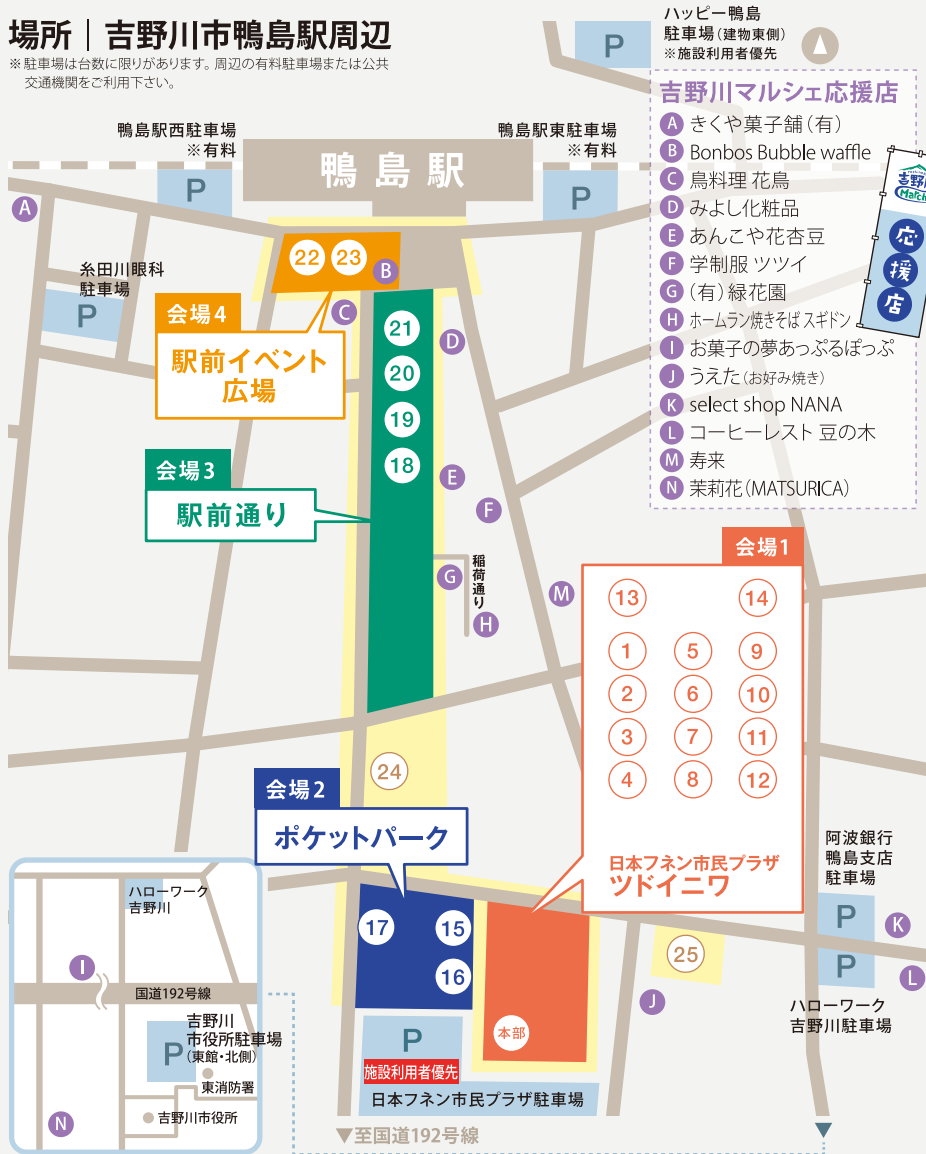 場所｜吉野川市鴨島駅周辺
※駐車場は台数に限りがあります。周辺の有料駐車場または公共
交通機関をご利用下さい。
ハッピー鴨島
駐車場(建物東側)
※施設利用者優先
P
吉野川マルシェ応援店
A きくや菓子舗(有)
B Bonbos Bubble waffle
C 鳥料理 花鳥
D みよし化粧品
E あんこや花杏豆
F 学制服 ツツイ
G (有)緑花園
H ホームラン焼きそば スギドン
I お菓子の夢あっぷるぽっぷ
J うえた(お好み焼き)
K select shop NANA
L コーヒーレスト 豆の木
M 寿来
N 茉莉花(MATSURICA)
応
援
店
鴨島駅西駐車場
※有料
P
鴨島駅
鴨島駅東駐車場
※有料
P
A
糸田川眼科
駐車場
P
22 23 B
会場4
駅前イベント
広場
C
D
21
20
19
18
会場3
駅前通り
E
F
稲荷通り
G
H
M
会場1
13 14
1 5 9
2 6 10
3 7 11
4 8 12
日本フネン市民プラザ
ツドイニワ
24
会場2
ポケットパーク
17 15
16
本部
25
J
阿波銀行
鴨島支店
駐車場
P
K
P
L
ハローワーク
吉野川駐車場
P
施設利用者優先
日本フネン市民プラザ駐車場
▼至国道192号線
ハローワーク
吉野川
I
国道192号線
吉野川
市役所駐車場
(東館・北側)
P
東消防署
吉野川市役所
N